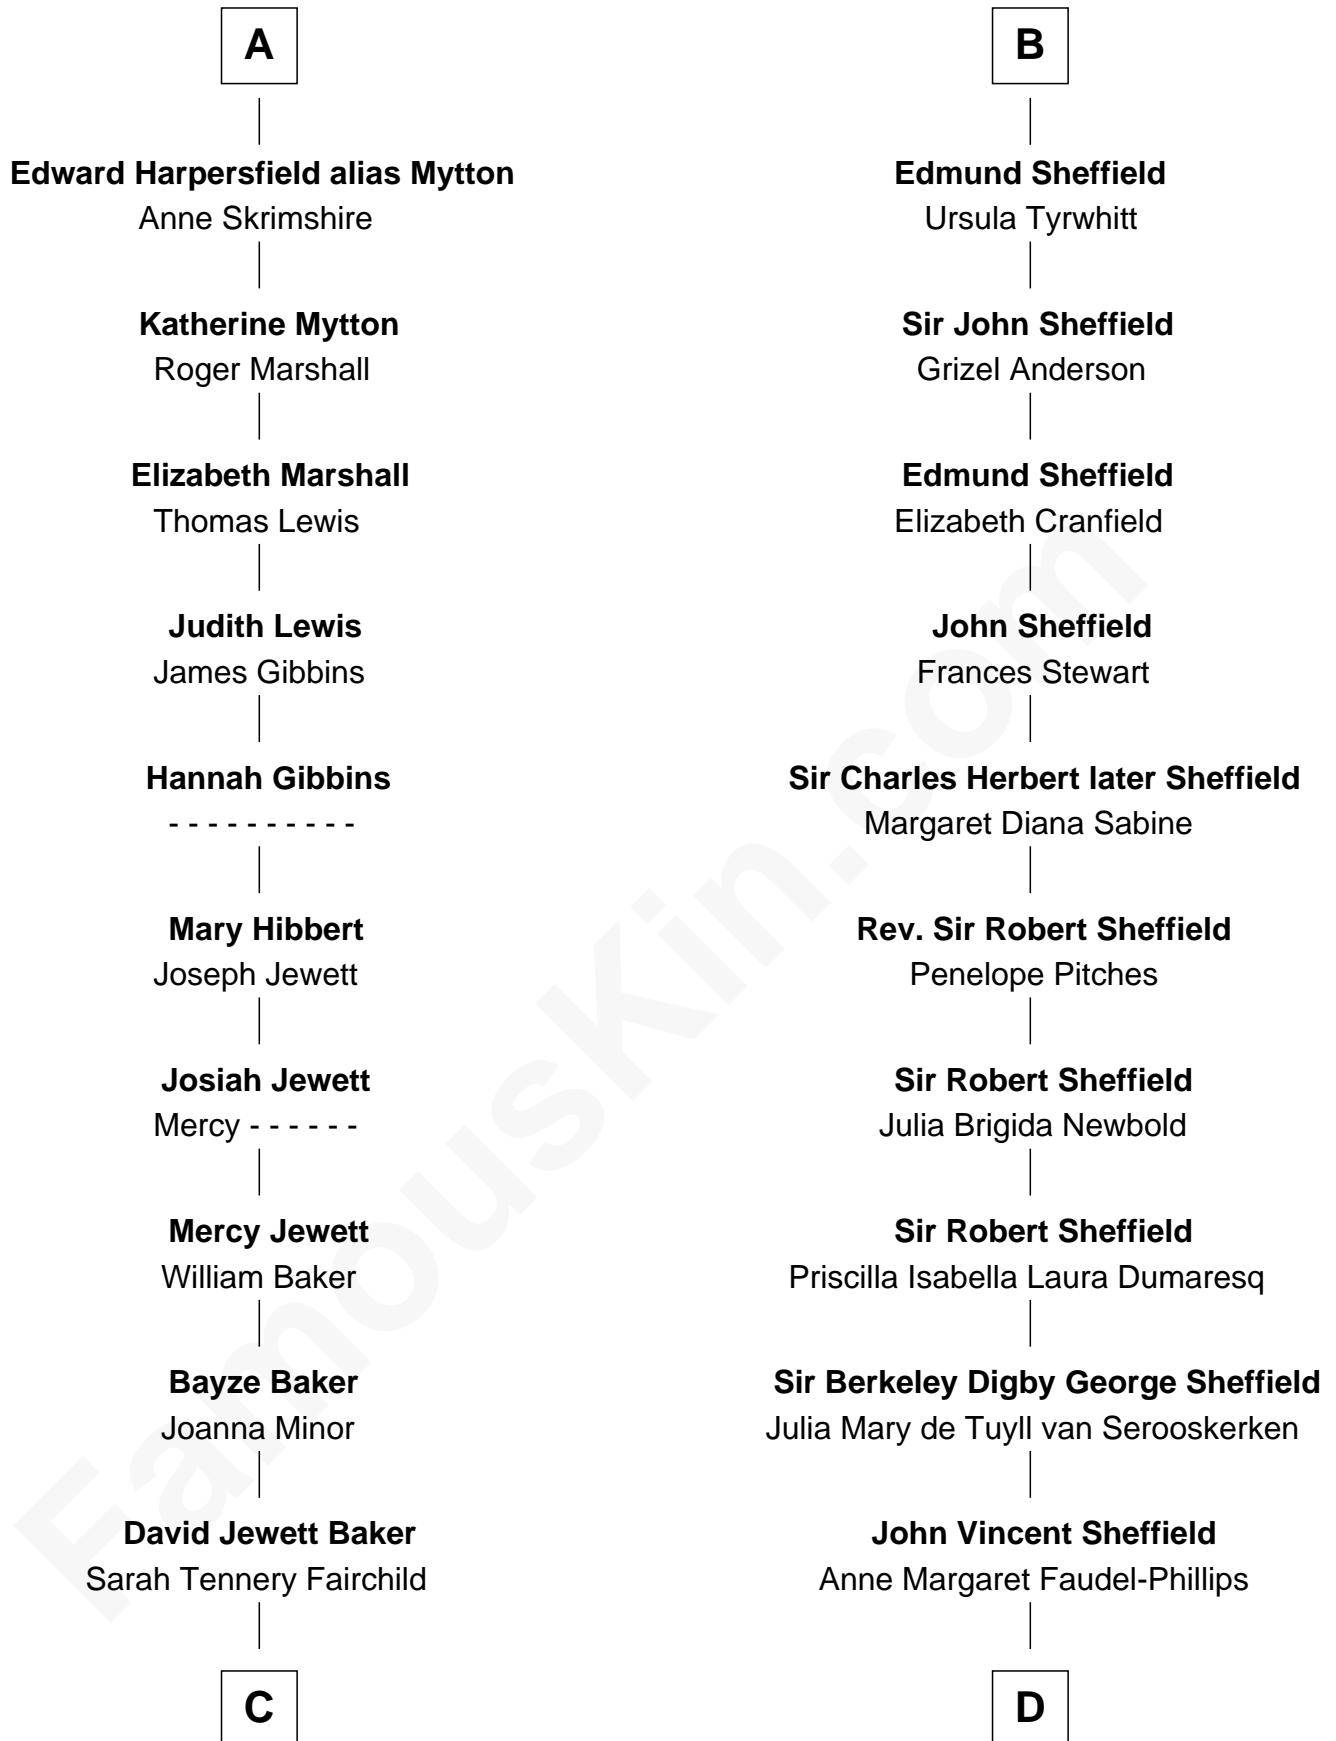 A
Edward Harpersfield alias Mytton
Anne Skrimshire
Katherine Mytton
Roger Marshall
Elizabeth Marshall
Thomas Lewis
Judith Lewis
James Gibbins
Hannah Gibbins
- - - - - - - - - -
Mary Hibbert
Joseph Jewett
Josiah Jewett
Mercy - - - - - -
Mercy Jewett
William Baker
Bayze Baker
Joanna Minor
David Jewett Baker
Sarah Tennery Fairchild
C
B
Edmund Sheffield
Ursula Tyrwhitt
Sir John Sheffield
Grizel Anderson
Edmund Sheffield
Elizabeth Cranfield
John Sheffield
Frances Stewart
Sir Charles Herbert later Sheffield
Margaret Diana Sabine
Rev. Sir Robert Sheffield
Penelope Pitches
Sir Robert Sheffield
Julia Brigida Newbold
Sir Robert Sheffield
Priscilla Isabella Laura Dumaresq
Sir Berkeley Digby George Sheffield
Julia Mary de Tuyll van Serooskerken
John Vincent Sheffield
Anne Margaret Faudel-Phillips
D
FamousKin.com